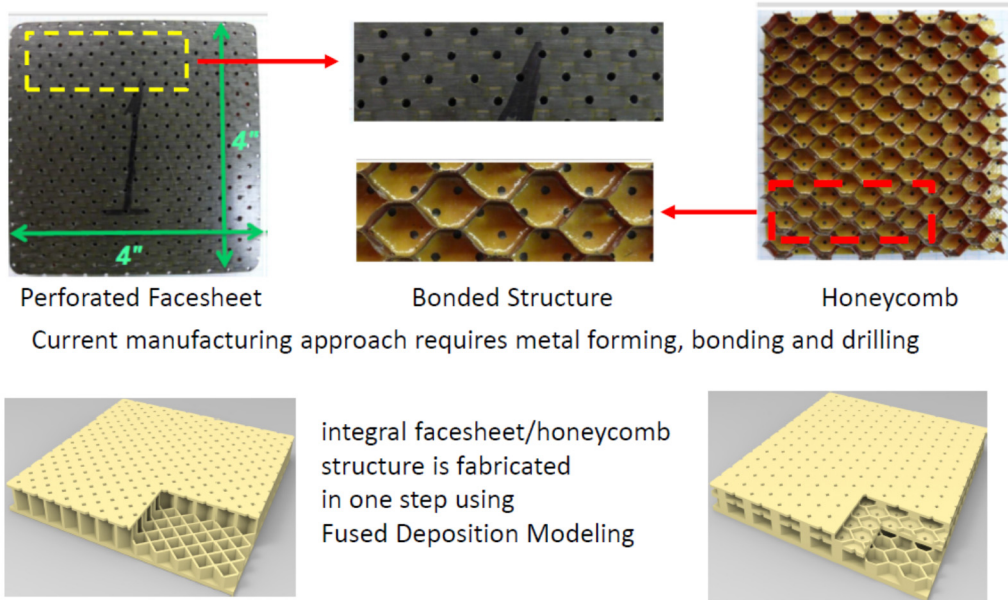 4"
4"
Perforated Facesheet
Bonded Structure
Honeycomb
Current manufacturing approach requires metal forming, bonding and drilling
integral facesheet/honeycomb
structure is fabricated
in one step using
Fused Deposition Modeling